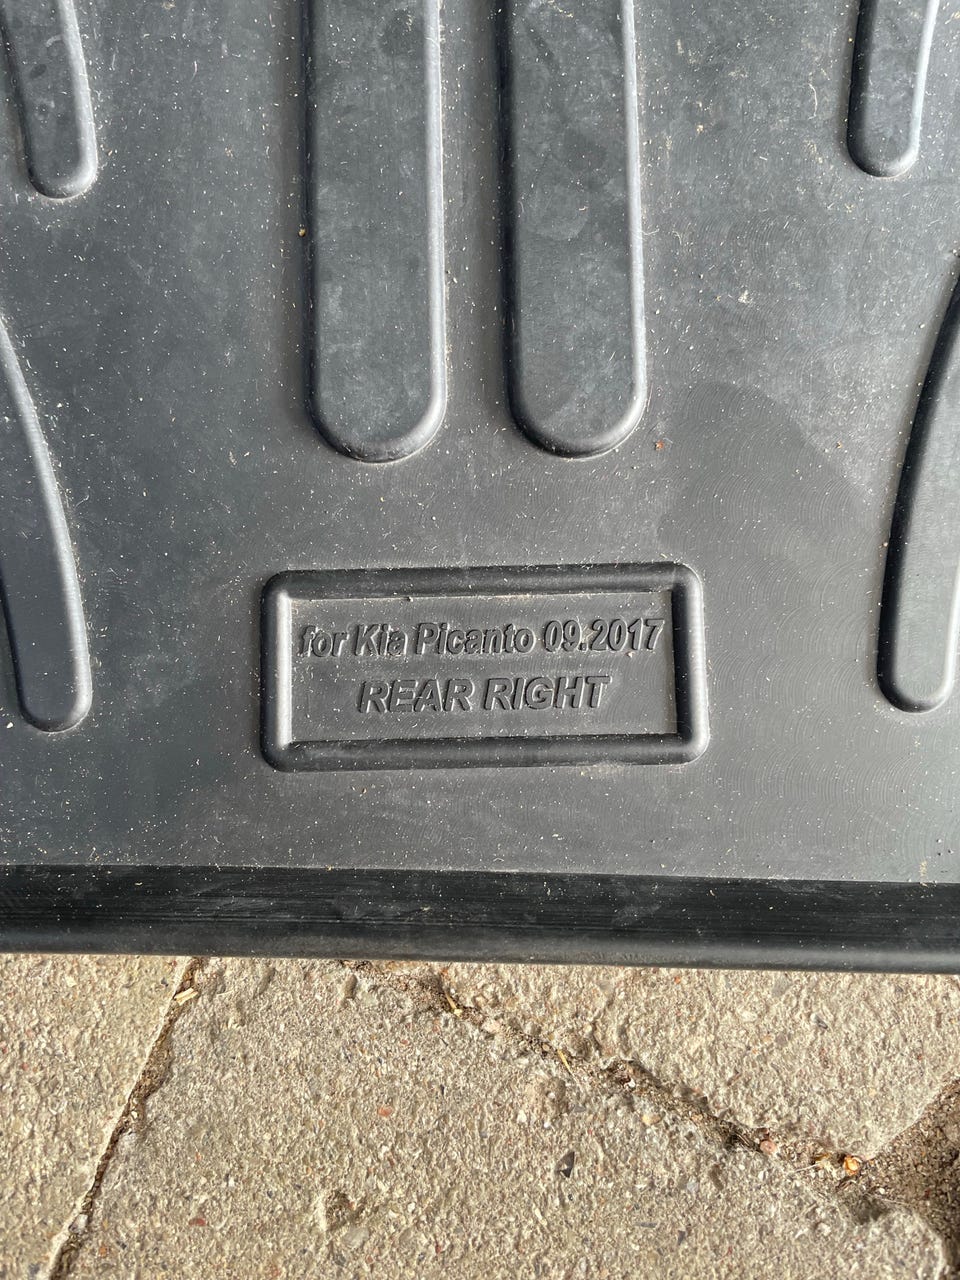 for Kia Picanto 09.2017
REAR RIGHT